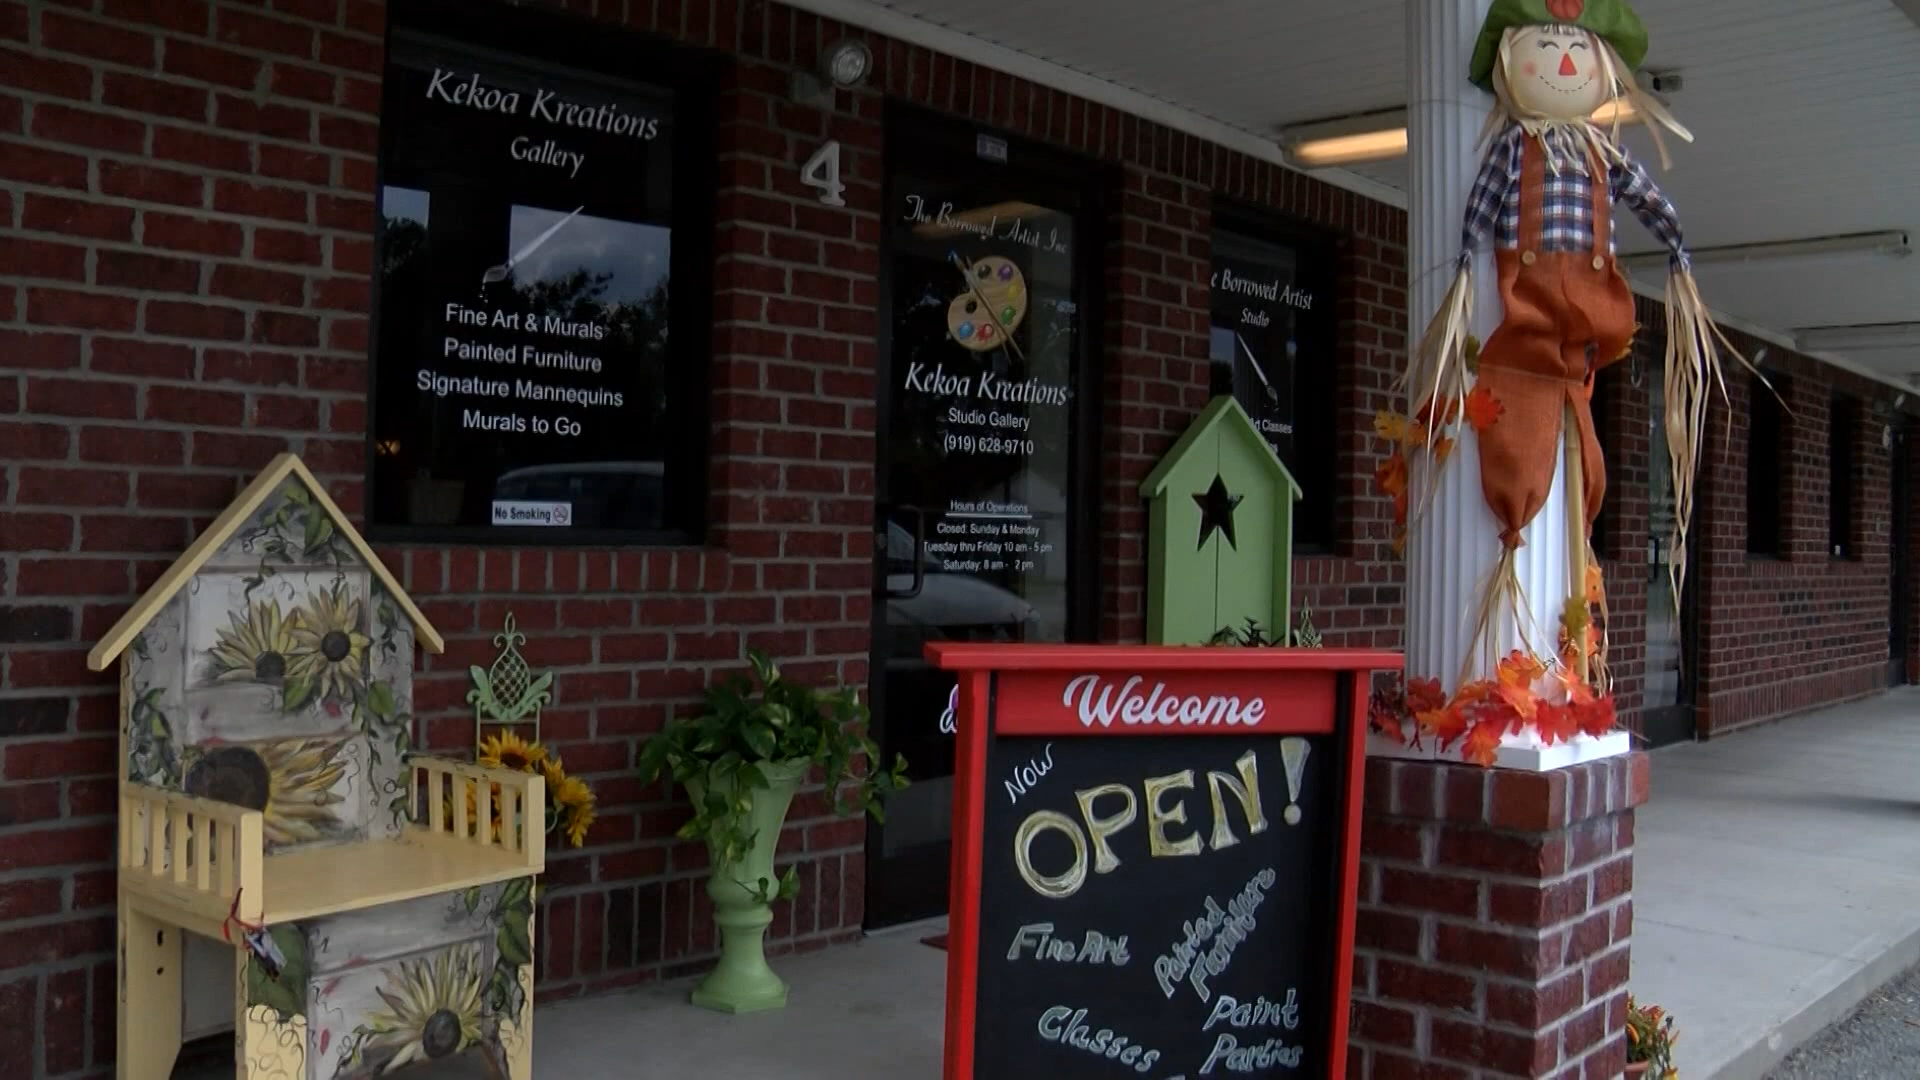 Kekoa Kreations
Gallery
Fine Art & Murals
Painted Furniture
Signature Mannequins
Murals to Go
No Smoking
4
The Borrowed Artist Inc
Kekoa Kreations
Studio Gallery
(919) 628-9710
Hours of Operations
Closed: Sunday & Monday
Tuesday thru Friday 10 am - 5 pm
Saturday: 8 am - 2 pm
Borrowed Artist
Studio
Classes
Welcome
NOW
OPEN!
Fine Art
Painted
Furniture
Classes
Paint
Parties